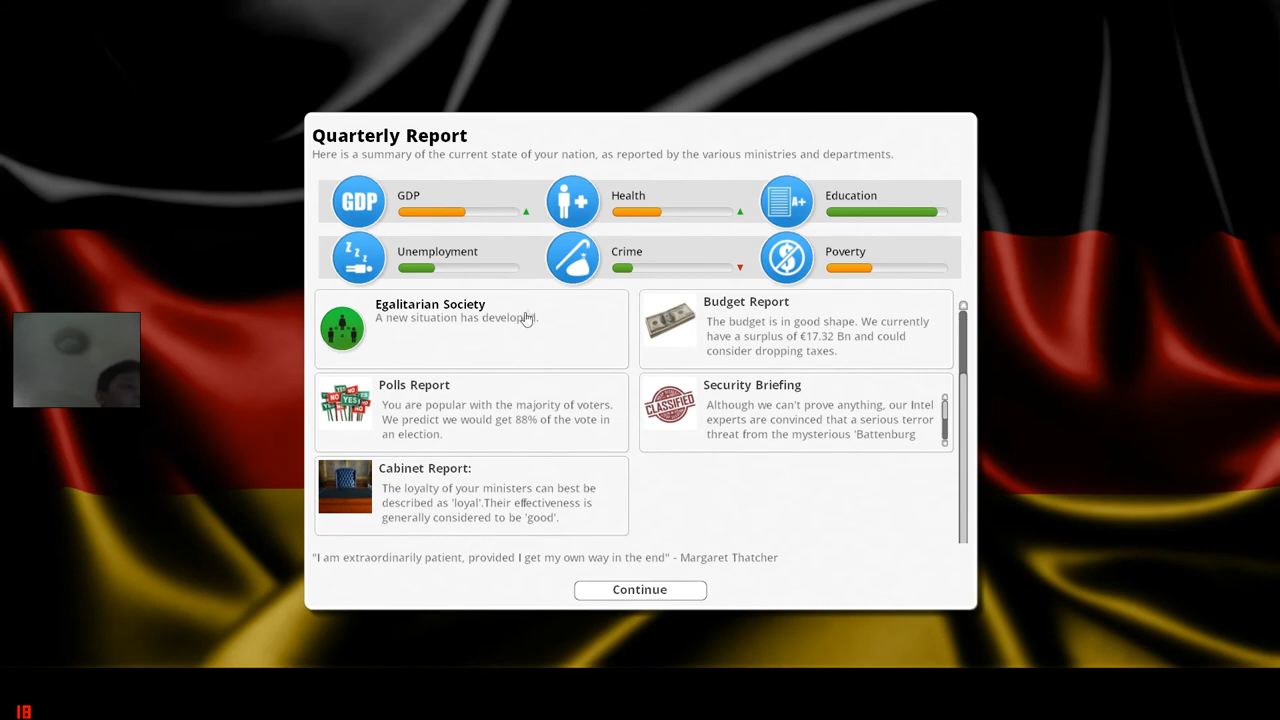 Quarterly Report
Here is a summary of the current state of your nation, as reported by the various ministries and departments.
GDP
GDP
Health
A+
Education
Z Z Z
Unemployment
Crime
$
Poverty
Egalitarian Society
A new situation has developed.
Budget Report
The budget is in good shape. We currently
have a surplus of €17.32 Bn and could
consider dropping taxes.
YES NO YES! NO
Polls Report
You are popular with the majority of voters.
We predict we would get 88% of the vote in
an election.
CLASSIFIED
Security Briefing
Although we can't prove anything, our Intel
experts are convinced that a serious terror
threat from the mysterious 'Battenburg
Cabinet Report:
The loyalty of your ministers can best be
described as 'loyal'.Their effectiveness is
generally considered to be 'good'.
"I am extraordinarily patient, provided I get my own way in the end" - Margaret Thatcher
Continue
18